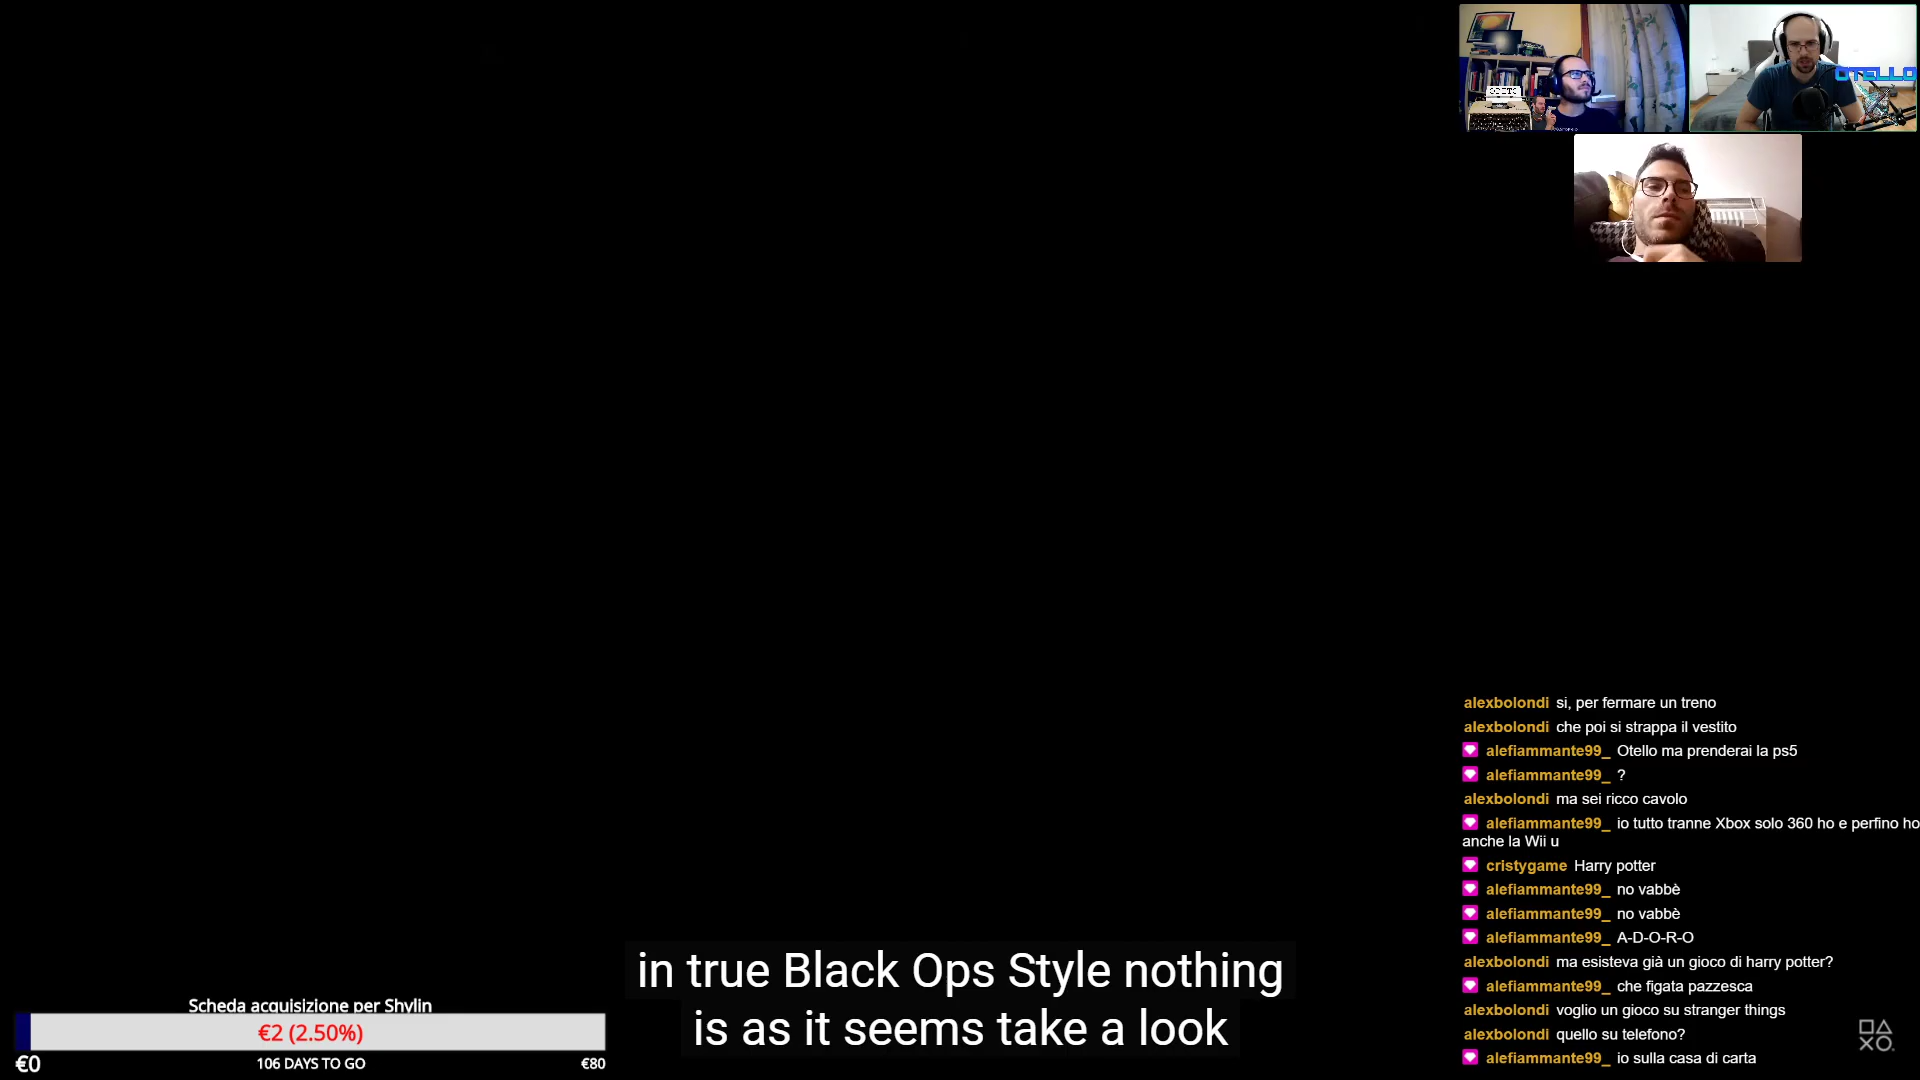 OTELLO
alexbolondi si, per fermare un treno
alexbolondi che poi si strappa il vestito
alefiammante99_ Otello ma prenderai la ps5
alefiammante99_ ?
alexbolondi ma sei ricco cavolo
alefiammante99_ io tutto tranne Xbox solo 360 ho e perfino ho
anche la Wii u
cristygame Harry potter
alefiammante99_ no vabbè
alefiammante99_ no vabbè
alefiammante99_ A-D-O-R-O
alexbolondi ma esisteva già un gioco di harry potter?
alefiammante99_ che figata pazzesca
alexbolondi voglio un gioco su stranger things
alexbolondi quello su telefono?
alefiammante99_ io sulla casa di carta
in true Black Ops Style nothing
is as it seems take a look
Scheda acquisizione per Shylin
€2 (2.50%)
€0 106 DAYS TO GO €80